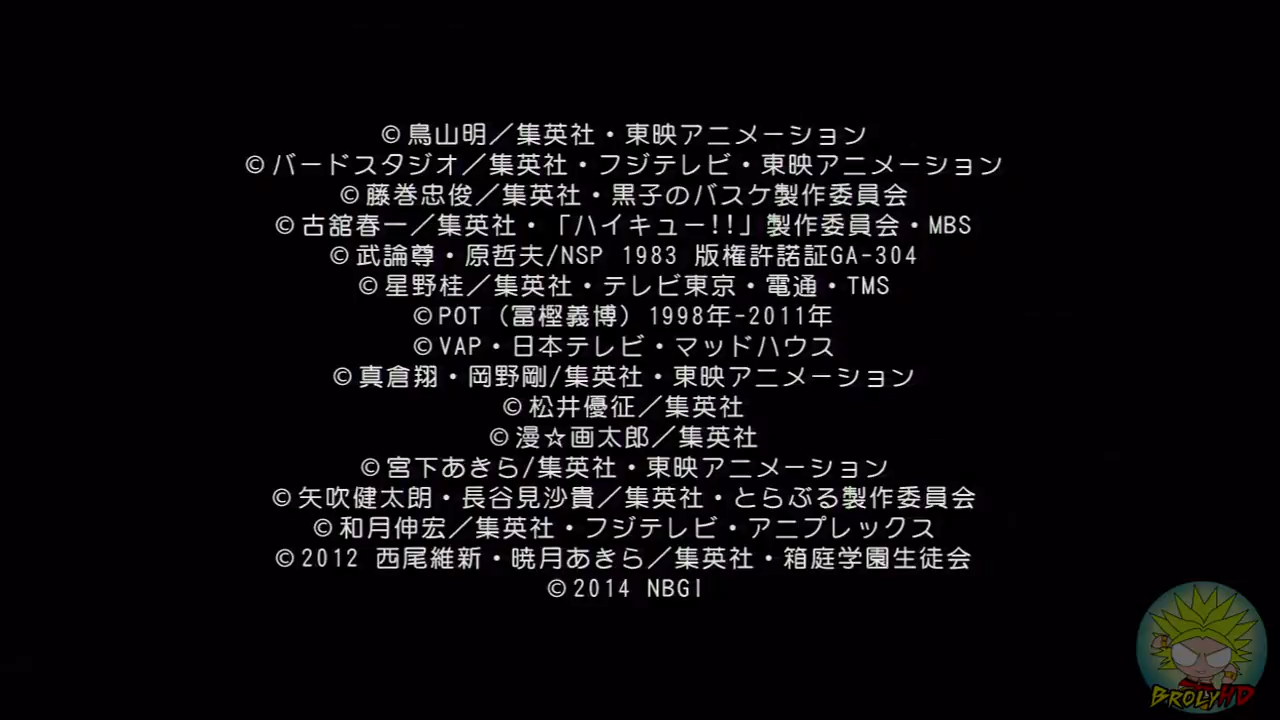 ©鳥山明／集英社・東映アニメーション
©バードスタジオ／集英社・フジテレビ・東映アニメーション
©藤巻忠俊／集英社・黒子のバスケ製作委員会
©古舘春一／集英社・「ハイキュー!!」製作委員会・MBS
©武論尊・原哲夫/NSP 1983 版権許諾証GA-304
©星野桂／集英社・テレビ東京・電通・TMS
©POT（冨樫義博）1998年-2011年
©VAP・日本テレビ・マッドハウス
©真倉翔・岡野剛/集英社・東映アニメーション
©松井優征／集英社
©漫☆画太郎／集英社
©宮下あきら/集英社・東映アニメーション
©矢吹健太朗・長谷見沙貴／集英社・とらぶる製作委員会
©和月伸宏／集英社・フジテレビ・アニプレックス
©2012 西尾維新・暁月あきら／集英社・箱庭学園生徒会
©2014 NBGI
BROLYHD